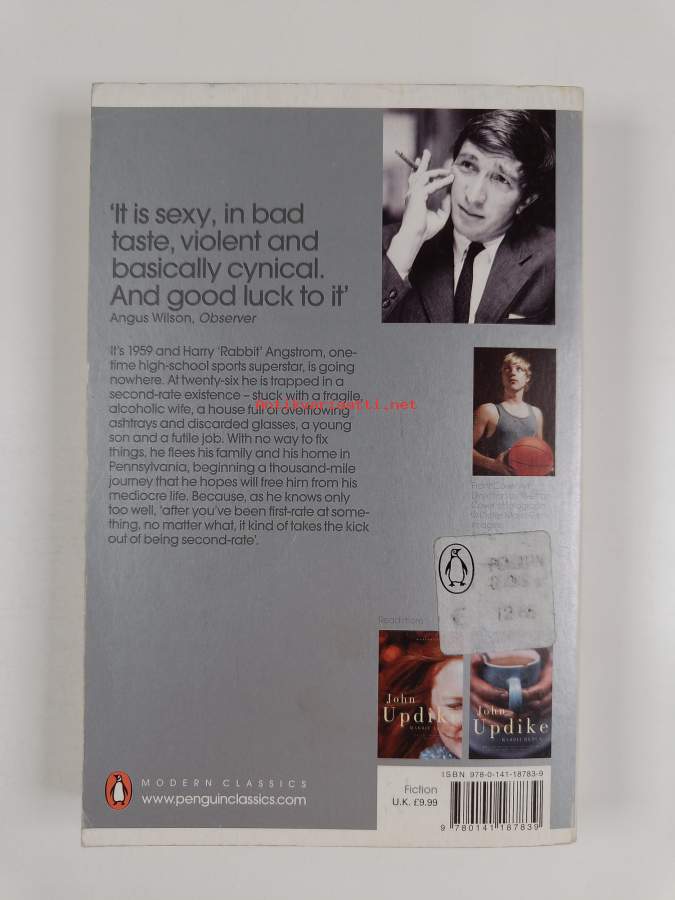 'It is sexy, in bad
taste, violent and
basically cynical.
And good luck to it'
Angus Wilson, Observer
It's 1959 and Harry 'Rabbit' Angstrom, one-
time high-school sports superstar, is going
nowhere. At twenty-six he is trapped in a
second-rate existence – stuck with a fragile,
alcoholic wife, a house full of overflowing
ashtrays and discarded glasses, a young
son and a futile job. With no way to fix
things, he flees his family and his home in
Pennsylvania, beginning a thousand-mile
journey that he hopes will free him from his
mediocre life. Because, as he knows only
too well, 'after you've been first-rate at some-
thing, no matter what, it kind of takes the kick
out of being second-rate'.
Antikvariaatti.net
€
Read more
John
Updike
John
Updike
MODERN CLASSICS
www.penguinclassics.com
Fiction
U.K. £9.99
ISBN 978-0-141-18783-9
9 780141 187839